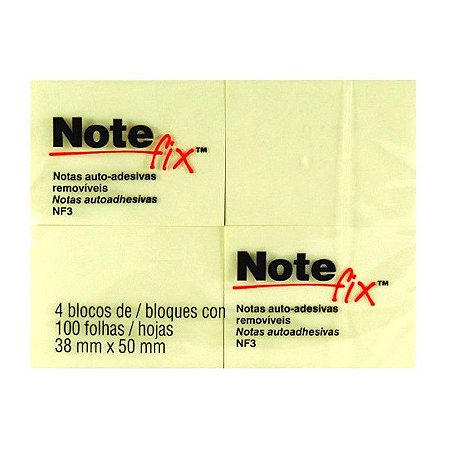 Note
fix™
Notas auto-adesivas
removíveis
Notas autoadhesivas
NF3
4 blocos de / bloques con
100 folhas / hojas
38 mm x 50 mm
Note
fix™
Notas auto-adesivas
removíveis
Notas autoadhesivas
NF3